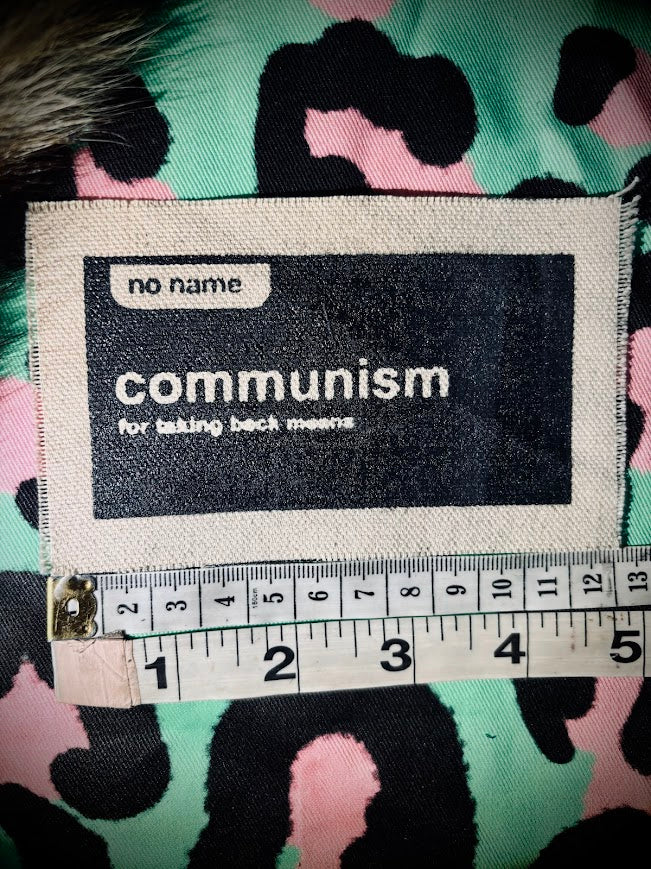 no name
communism
for taking back means
2 3 4 5 6 7 8 9 10 11 12 13
150cm
1 2 3 4 5